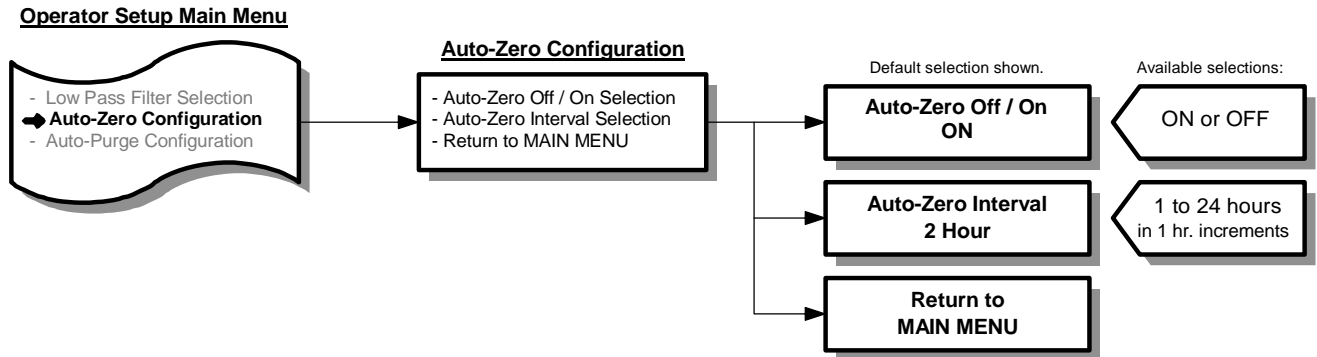 Operator Setup Main Menu
- Low Pass Filter Selection
Auto-Zero Configuration
- Auto-Purge Configuration
Auto-Zero Configuration
- Auto-Zero Off / On Selection
- Auto-Zero Interval Selection
- Return to MAIN MENU
Default selection shown.
Auto-Zero Off / On
ON
Auto-Zero Interval
2 Hour
Return to
MAIN MENU
Available selections:
ON or OFF
1 to 24 hours
in 1 hr. increments